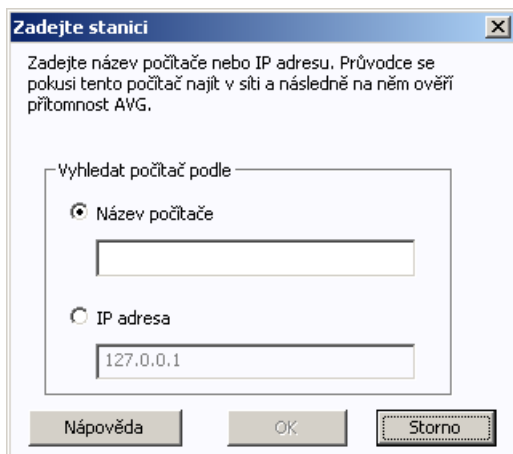 Zadejte stanici
Zadejte název počítače nebo IP adresu. Průvodce se
pokusi tento počítač najít v síti a následně na něm ověří
přítomnost AVG.
Vyhledat počítač podle
Název počítače
IP adresa
127.0.0.1
Nápověda OK Storno